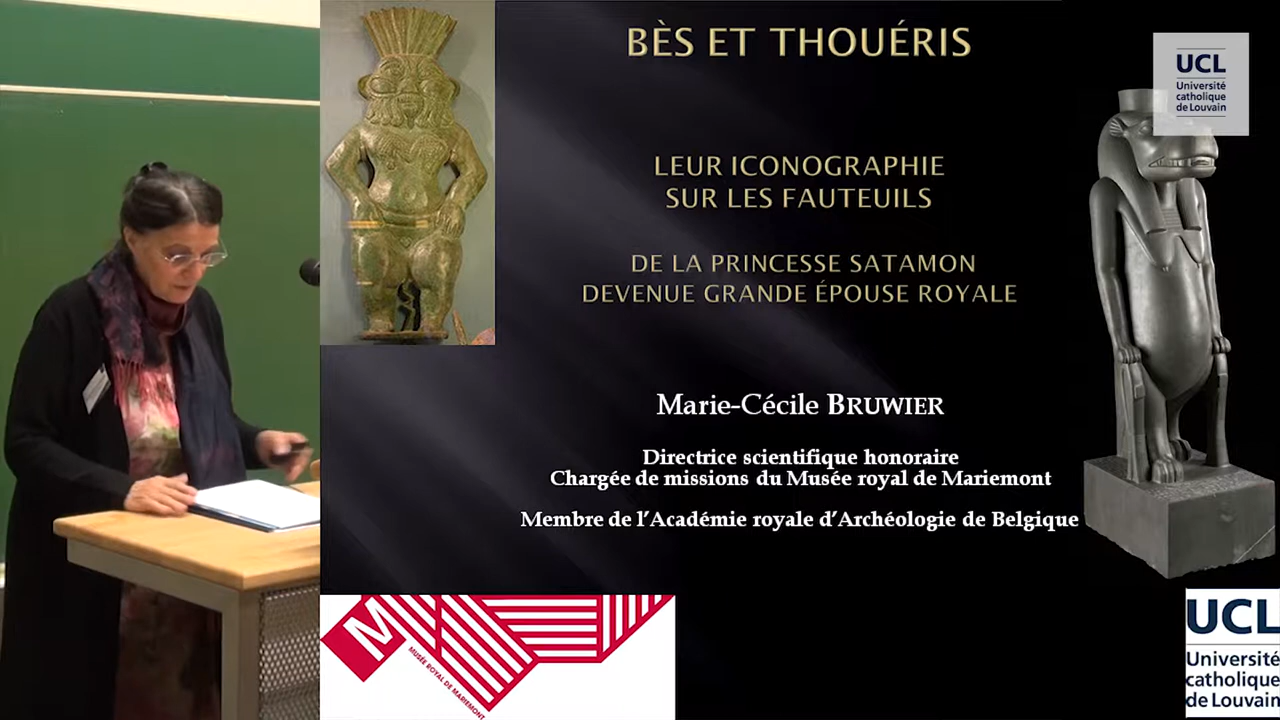 BÈS ET THOUÉRIS
UCL
Université
catholique
de Louvain
LEUR ICONOGRAPHIE
SUR LES FAUTEUILS
DE LA PRINCESSE SATAMON
DEVENUE GRANDE ÉPOUSE ROYALE
Marie-Cécile BRUWIER
Directrice scientifique honoraire
Chargée de missions du Musée royal de Mariemont
Membre de l'Académie royale d'Archéologie de Belgique
M
MUSÉE ROYAL DE MARIEMONT
UCL
Université
catholique
de Louvain